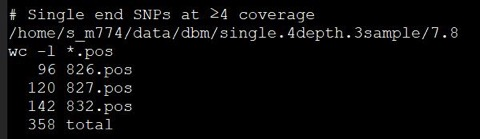 # Single end SNPs at ≥4 coverage
/home/s_m774/data/dbm/single.4depth.3sample/7.8
wc -l *.pos
96 826.pos
120 827.pos
142 832.pos
358 total